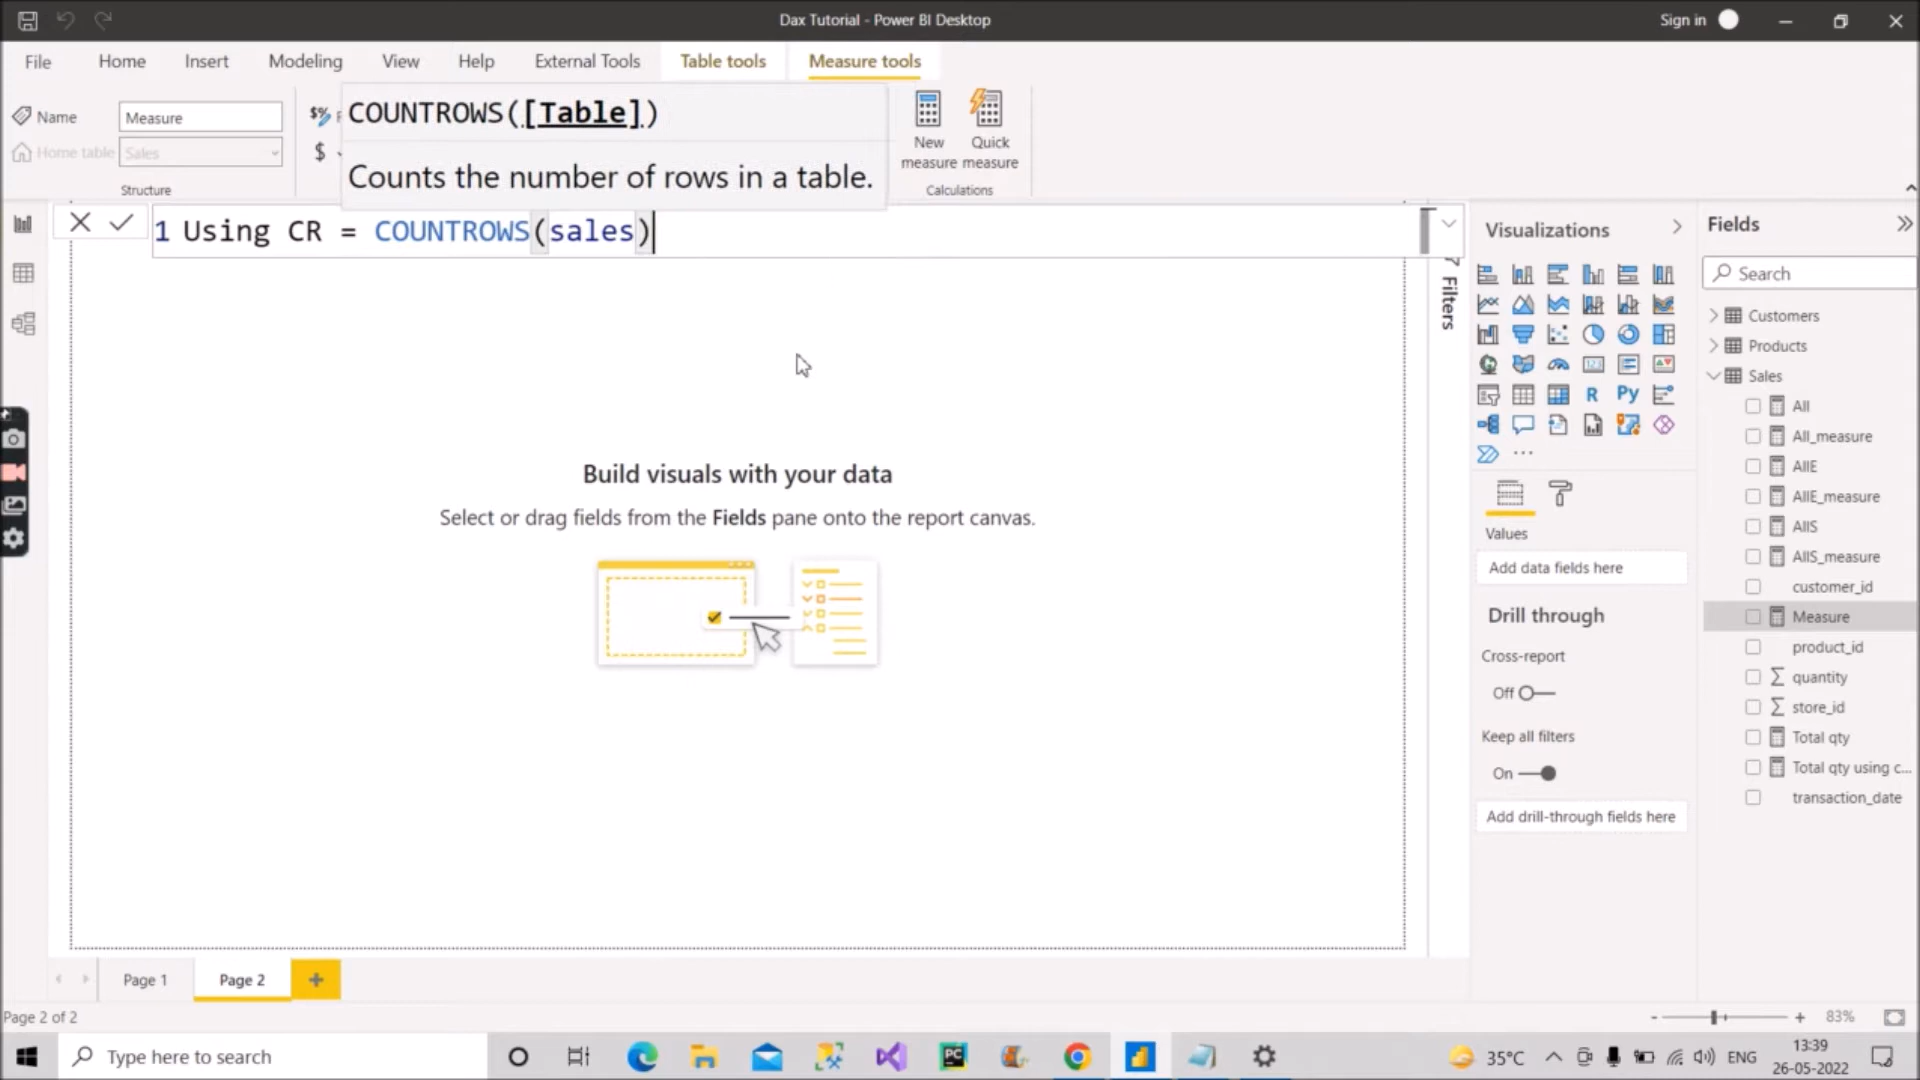 Dax Tutorial - Power BI Desktop
Sign in
File
Home
Insert
Modeling
View
Help
External Tools
Table tools
Measure tools
Name
Measure
Home table
Sales
Structure
$%
$
COUNTROWS([Table])
Counts the number of rows in a table.
New
measure
Quick
measure
Calculations
1 Using CR = COUNTROWS(sales)
Filters
Build visuals with your data
Select or drag fields from the Fields pane onto the report canvas.
Visualizations
R
Py
123
...
Values
Add data fields here
Drill through
Cross-report
Off
Keep all filters
On
Add drill-through fields here
Fields
Search
Customers
Products
Sales
All
All_measure
AllE
AllE_measure
AllS
AllS_measure
customer_id
Measure
product_id
quantity
store_id
Total qty
Total qty using c...
transaction_date
Page 1
Page 2
+
Page 2 of 2
- + 83%
Type here to search
PC
35°C
ENG
13:39
26-05-2022